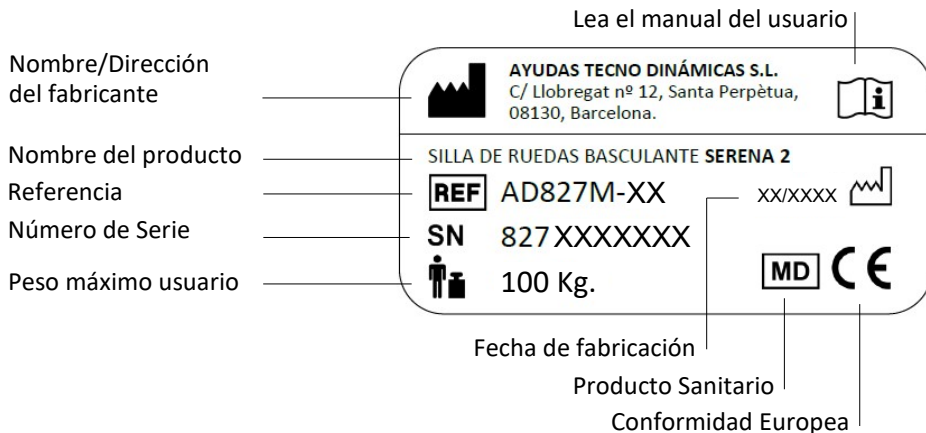 Lea el manual del usuario
Nombre/Dirección
del fabricante
AYUDAS TECNO DINÁMICAS S.L.
C/ Llobregat nº 12, Santa Perpètua,
08130, Barcelona.
i
Nombre del producto
SILLA DE RUEDAS BASCULANTE SERENA 2
Referencia
REF AD827M-XX
XX/XXXX
Número de Serie
SN 827XXXXXXX
Peso máximo usuario
100 Kg.
MD CE
Fecha de fabricación
Producto Sanitario
Conformidad Europea